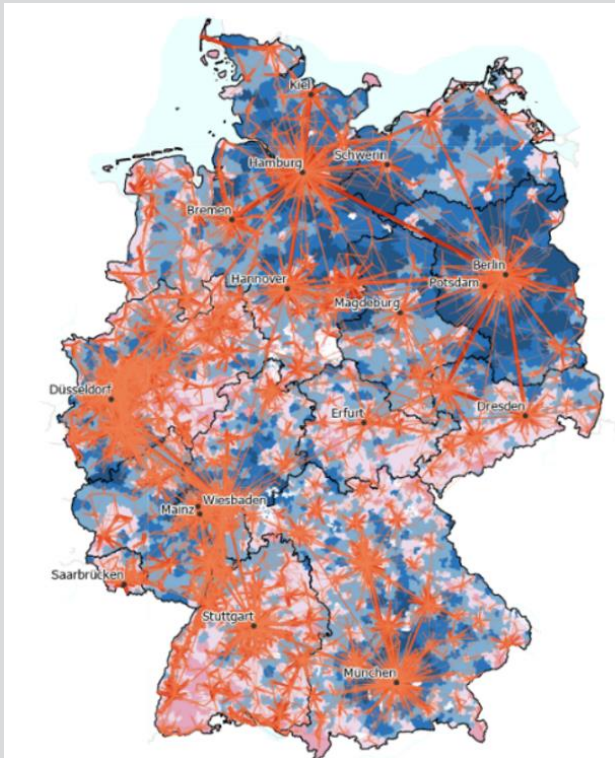 Kiel
Hamburg
Schwerin
Bremen
Berlin
Hannover
Potsdam
Magdeburg
Düsseldorf
Erfurt
Dresden
Wiesbaden
Mainz
Saarbrücken
Stuttgart
München